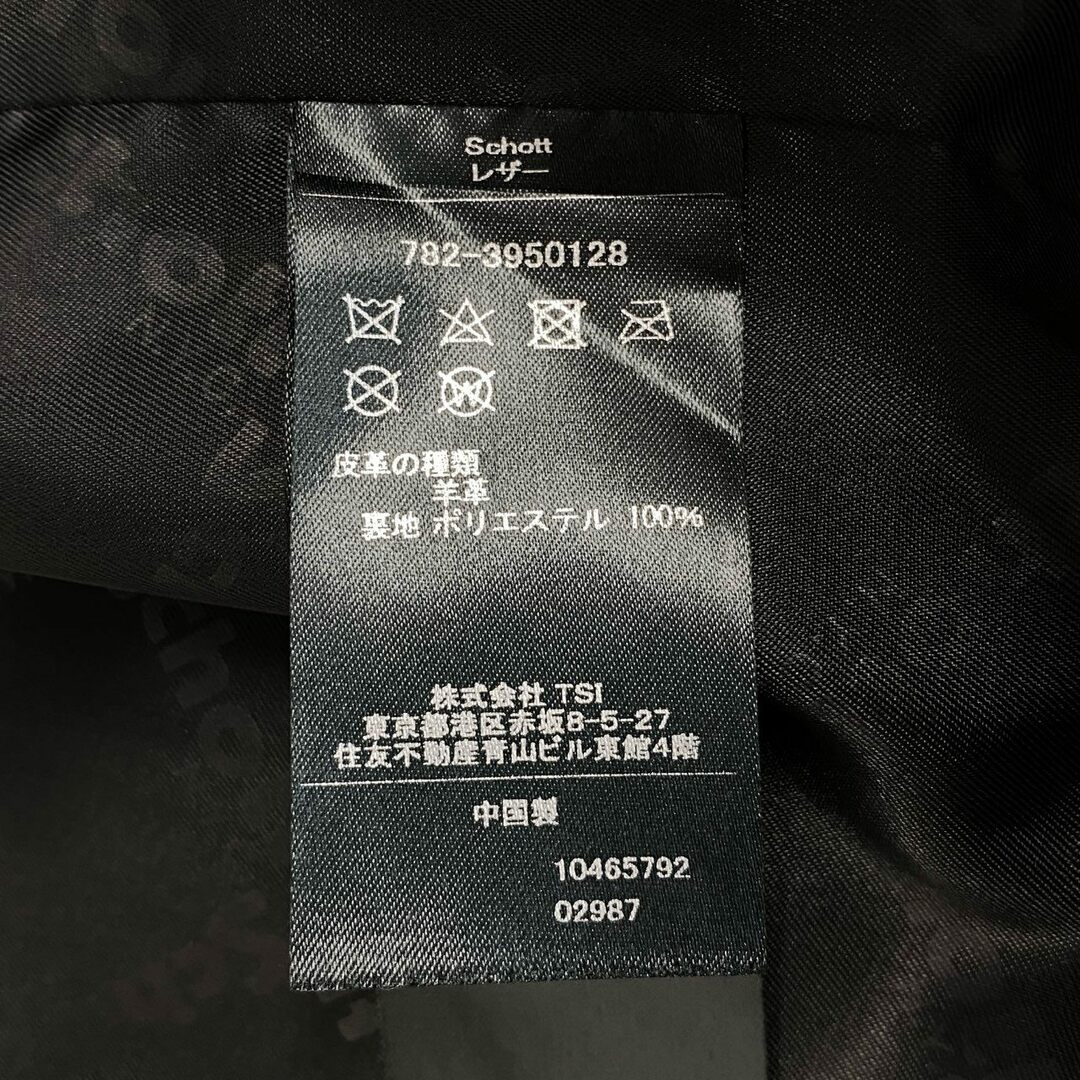 Schott
レザー
782-3950128
W
皮革の種類
羊革
裏地 ポリエステル 100%
株式会社 TSI
東京都港区赤坂8-5-27
住友不動産青山ビル東館4階
中国製
10465792
02987